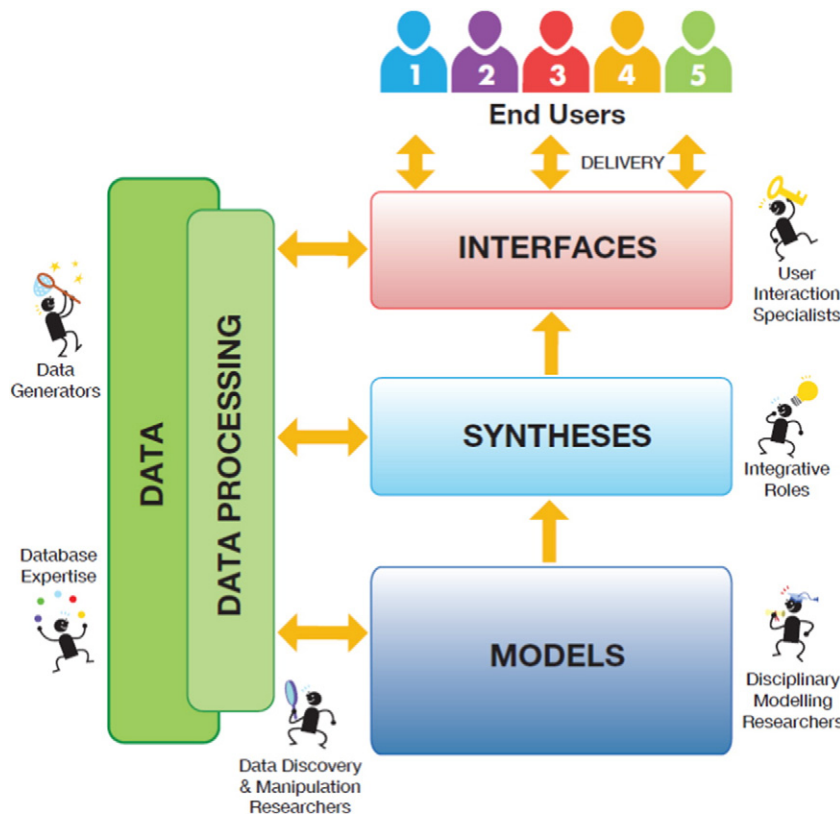 1 2 3 4 5
End Users
DELIVERY
INTERFACES
User
Interaction
Specialists
Data
Generators
DATA
DATA PROCESSING
SYNTHESES
Integrative
Roles
Database
Expertise
MODELS
Disciplinary
Modelling
Researchers
Data Discovery
& Manipulation
Researchers